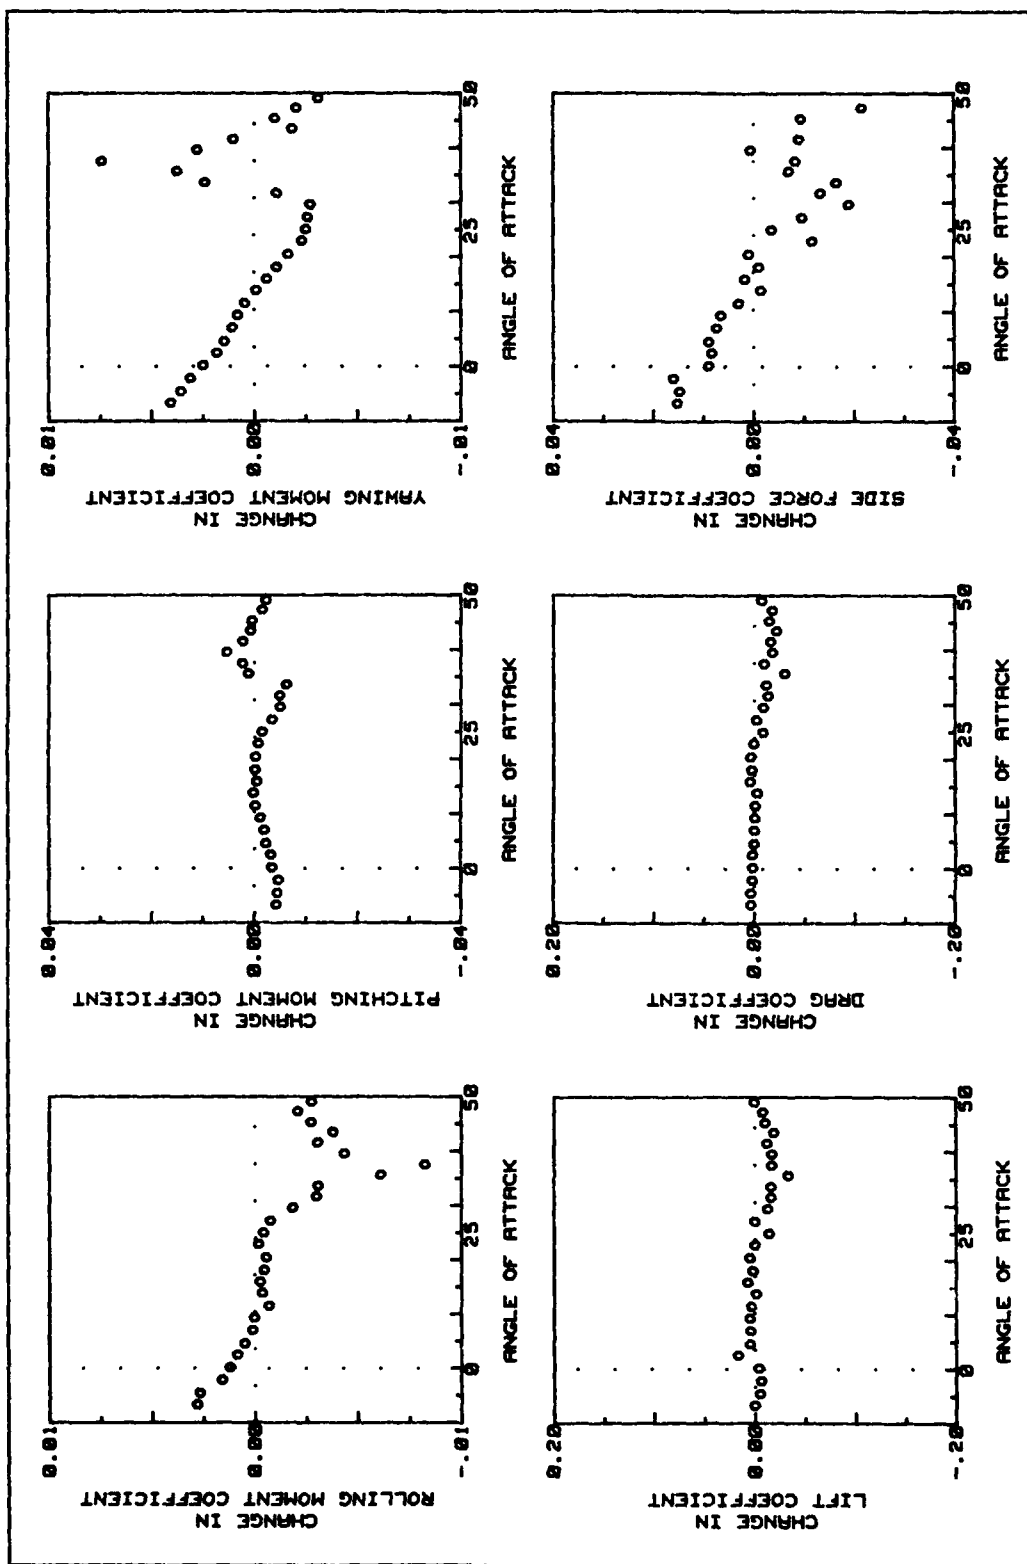 CHANGE IN
ROLLING MOMENT COEFFICIENT
0.01
0.00
-.01
0
25
50
ANGLE OF ATTACK
CHANGE IN
PITCHING MOMENT COEFFICIENT
0.04
0.00
-.04
0
25
50
ANGLE OF ATTACK
CHANGE IN
YAWING MOMENT COEFFICIENT
0.01
0.00
-.01
0
25
50
ANGLE OF ATTACK
CHANGE IN
LIFT COEFFICIENT
0.20
0.00
-.20
0
25
50
ANGLE OF ATTACK
CHANGE IN
DRAG COEFFICIENT
0.20
0.00
-.20
0
25
50
ANGLE OF ATTACK
CHANGE IN
SIDE FORCE COEFFICIENT
0.04
0.00
-.04
0
25
50
ANGLE OF ATTACK